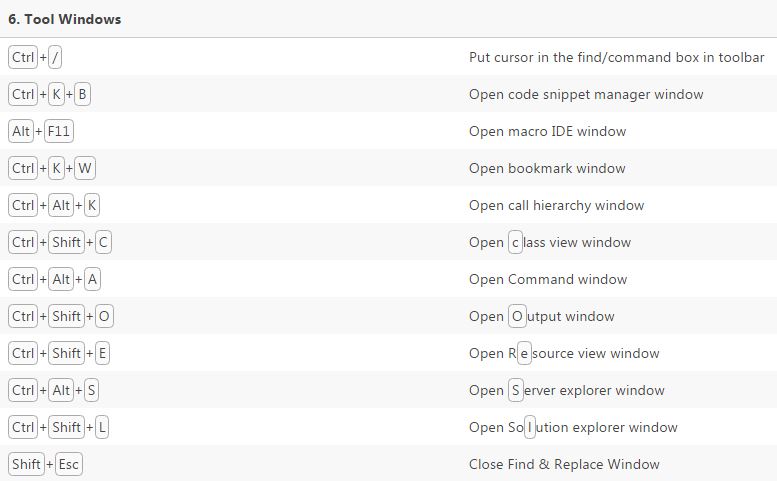 6. Tool Windows
Ctrl+/ Put cursor in the find/command box in toolbar
Ctrl+K+B Open code snippet manager window
Alt+F11 Open macro IDE window
Ctrl+K+W Open bookmark window
Ctrl+Alt+K Open call hierarchy window
Ctrl+Shift+C Open class view window
Ctrl+Alt+A Open Command window
Ctrl+Shift+O Open Output window
Ctrl+Shift+E Open Resource view window
Ctrl+Alt+S Open Server explorer window
Ctrl+Shift+L Open Solution explorer window
Shift+Esc Close Find & Replace Window